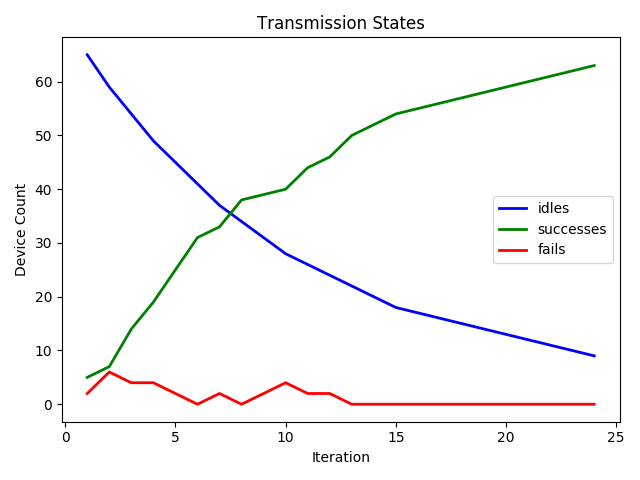 Transmission States
Device Count
60
50
40
30
20
10
0
idles
successes
fails
0 5 10 15 20 25
Iteration